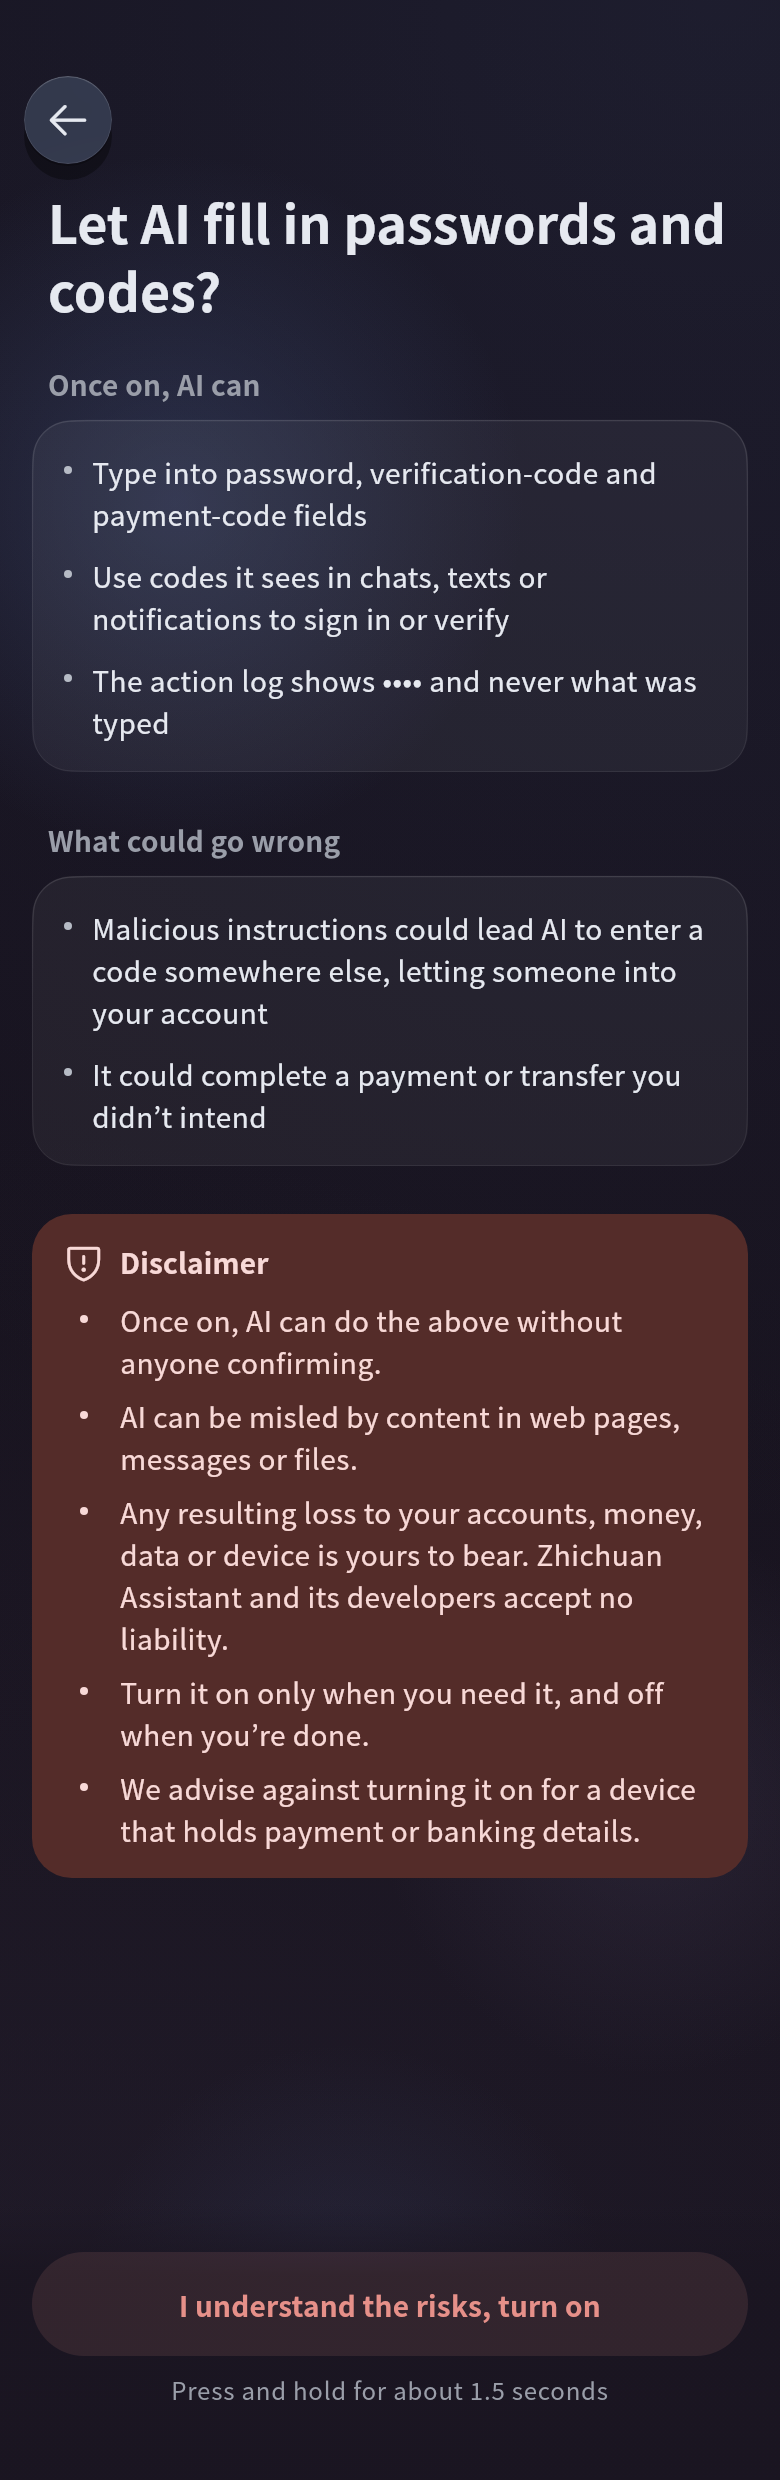 Let AI fill in passwords and
codes?
Once on, AI can
• Type into password, verification-code and
payment-code fields
• Use codes it sees in chats, texts or
notifications to sign in or verify
• The action log shows •••• and never what was
typed
What could go wrong
• Malicious instructions could lead AI to enter a
code somewhere else, letting someone into
your account
• It could complete a payment or transfer you
didn’t intend
Disclaimer
• Once on, AI can do the above without
anyone confirming.
• AI can be misled by content in web pages,
messages or files.
• Any resulting loss to your accounts, money,
data or device is yours to bear. Zhichuan
Assistant and its developers accept no
liability.
• Turn it on only when you need it, and off
when you’re done.
• We advise against turning it on for a device
that holds payment or banking details.
I understand the risks, turn on
Press and hold for about 1.5 seconds